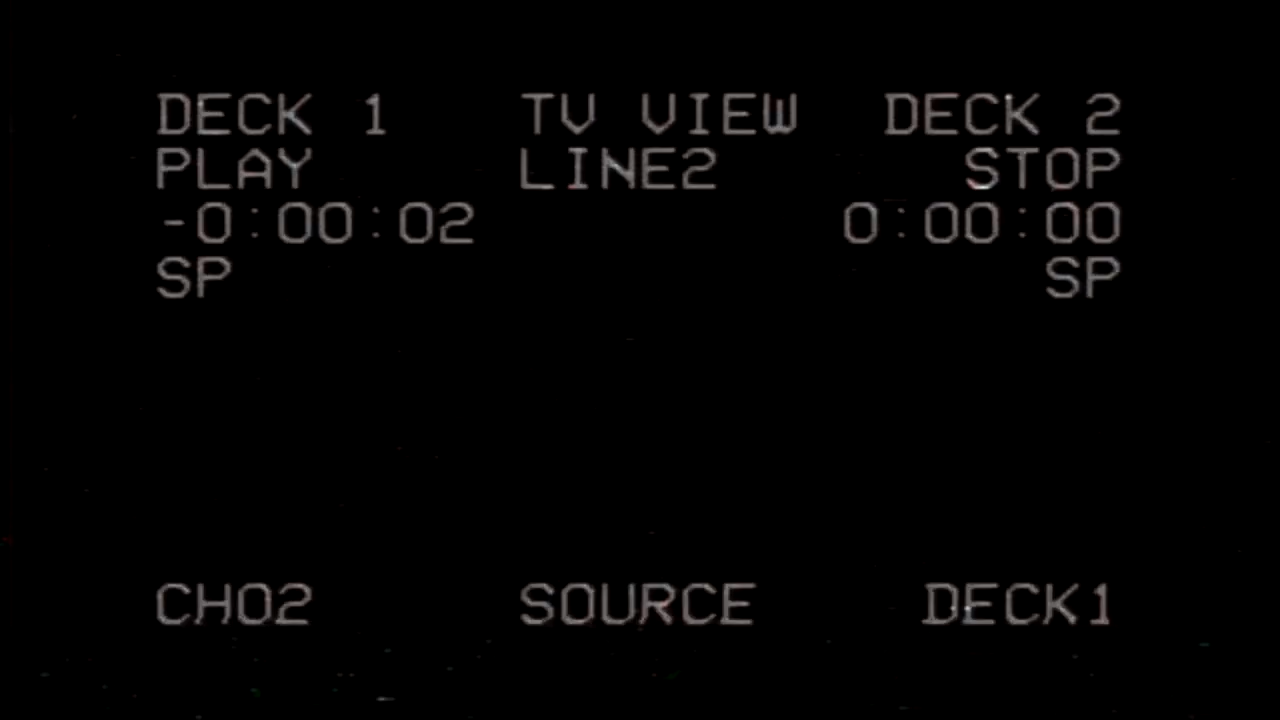 DECK 1 TV VIEW DECK 2
PLAY LINE2 STOP
-0:00:02 0:00:00
SP SP
CH02 SOURCE DECK1